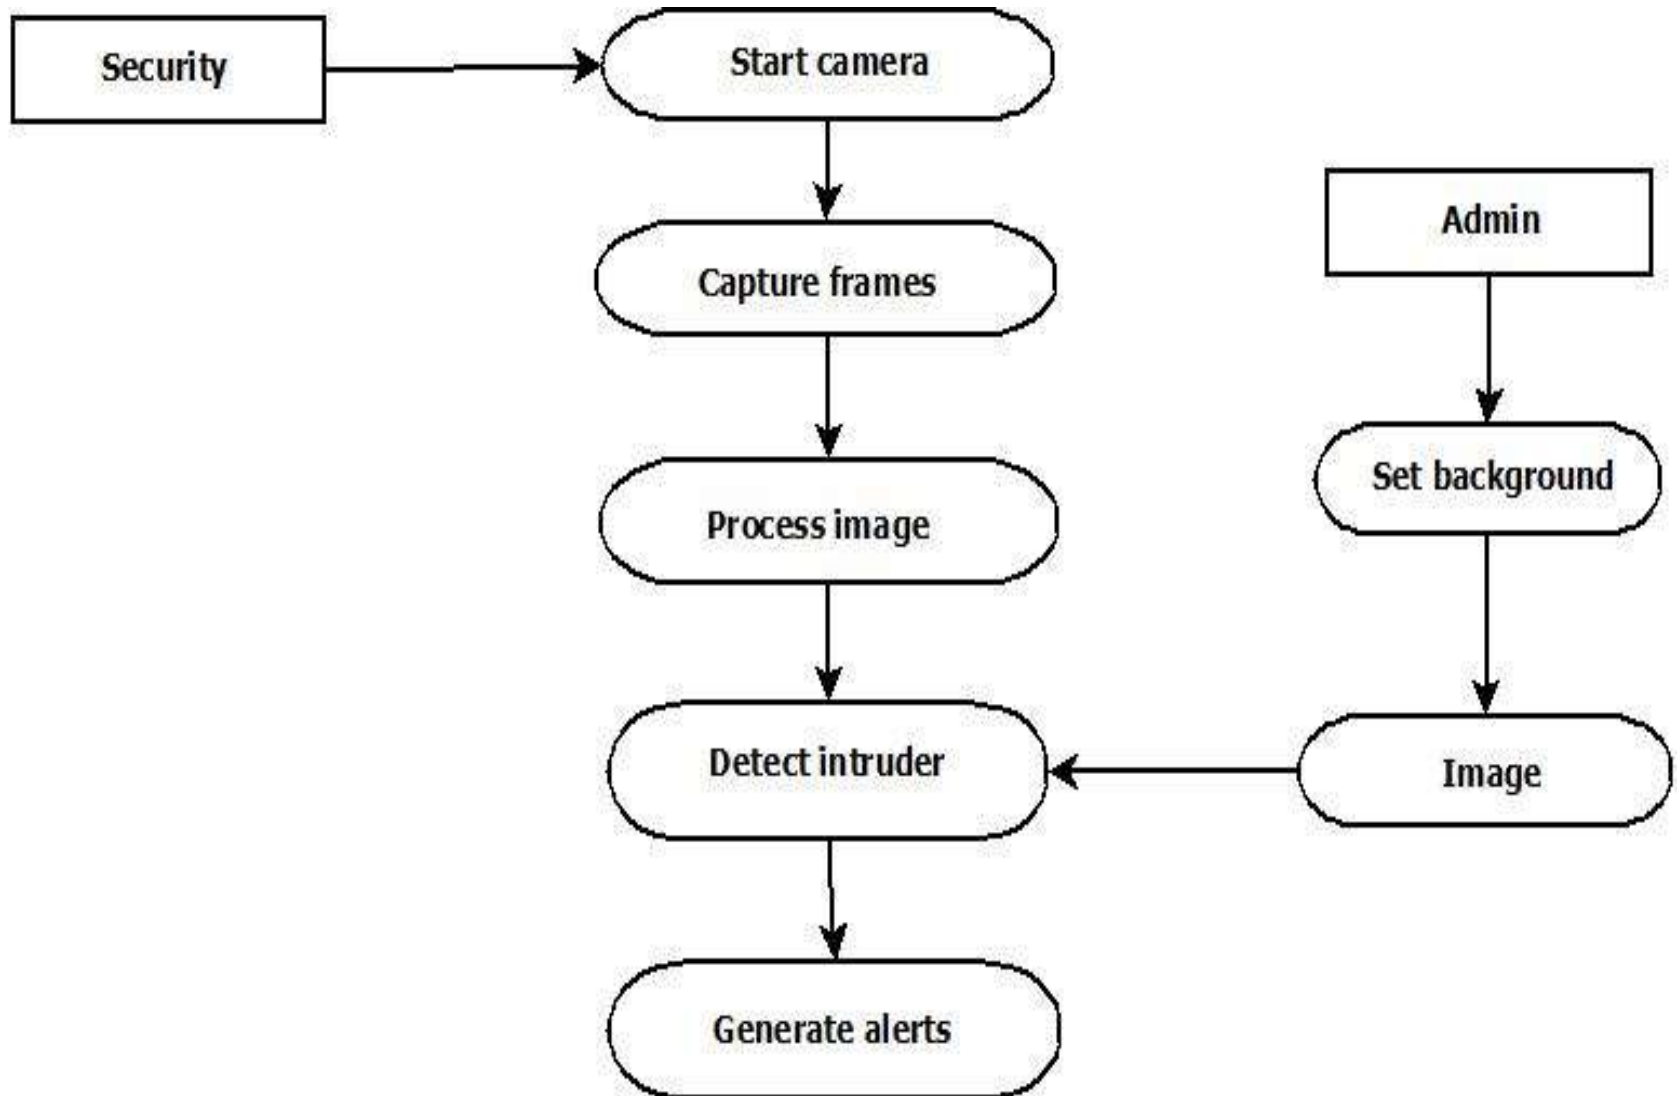 Security
Start camera
Admin
Capture frames
Set background
Process image
Detect intruder
Image
Generate alerts